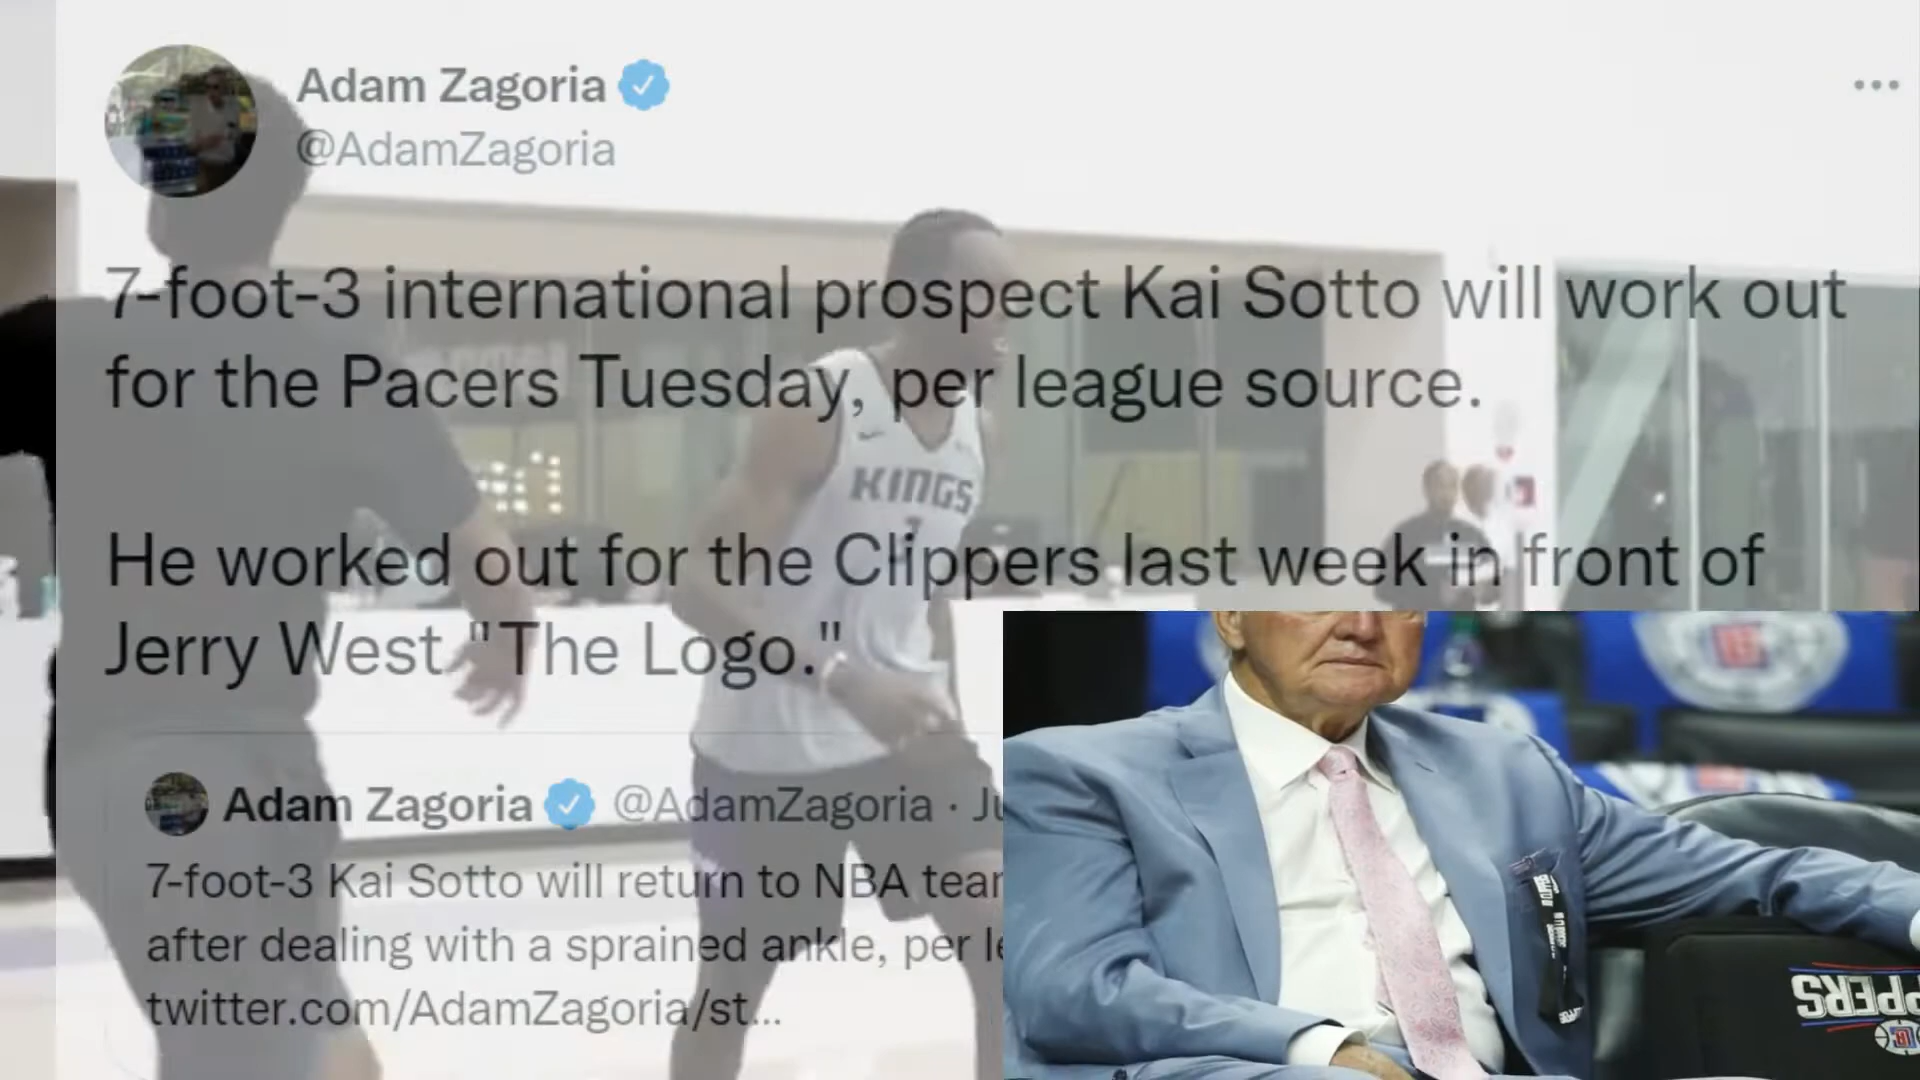 Adam Zagoria
@AdamZagoria
7-foot-3 international prospect Kai Sotto will work out
for the Pacers Tuesday, per league source.
He worked out for the Clippers last week in front of
Jerry West "The Logo."
Adam Zagoria @AdamZagoria · Ju
7-foot-3 Kai Sotto will return to NBA tear
after dealing with a sprained ankle, per le
twitter.com/AdamZagoria/st...
KINGS
PPERS